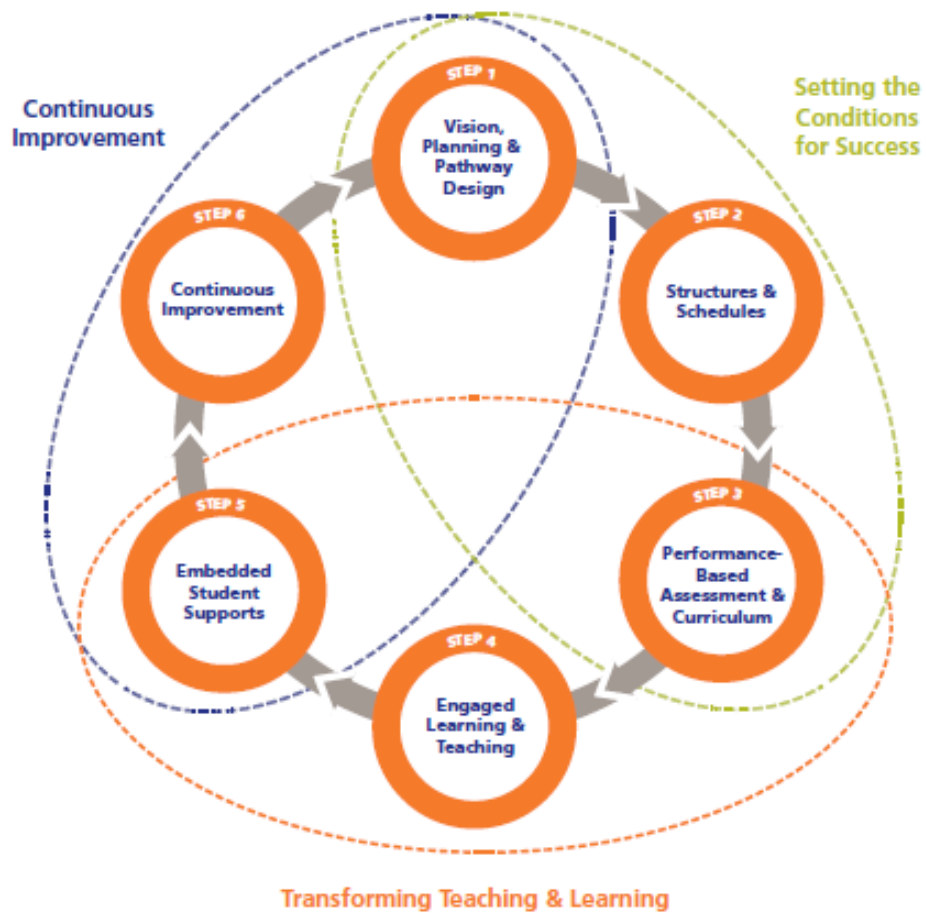 Continuous
Improvement
Setting the
Conditions
for Success
STEP 1
Vision,
Planning &
Pathway
Design
STEP 2
Structures &
Schedules
STEP 3
Performance-
Based
Assessment &
Curriculum
STEP 4
Engaged
Learning &
Teaching
STEP 5
Embedded
Student
Supports
STEP 6
Continuous
Improvement
Transforming Teaching & Learning